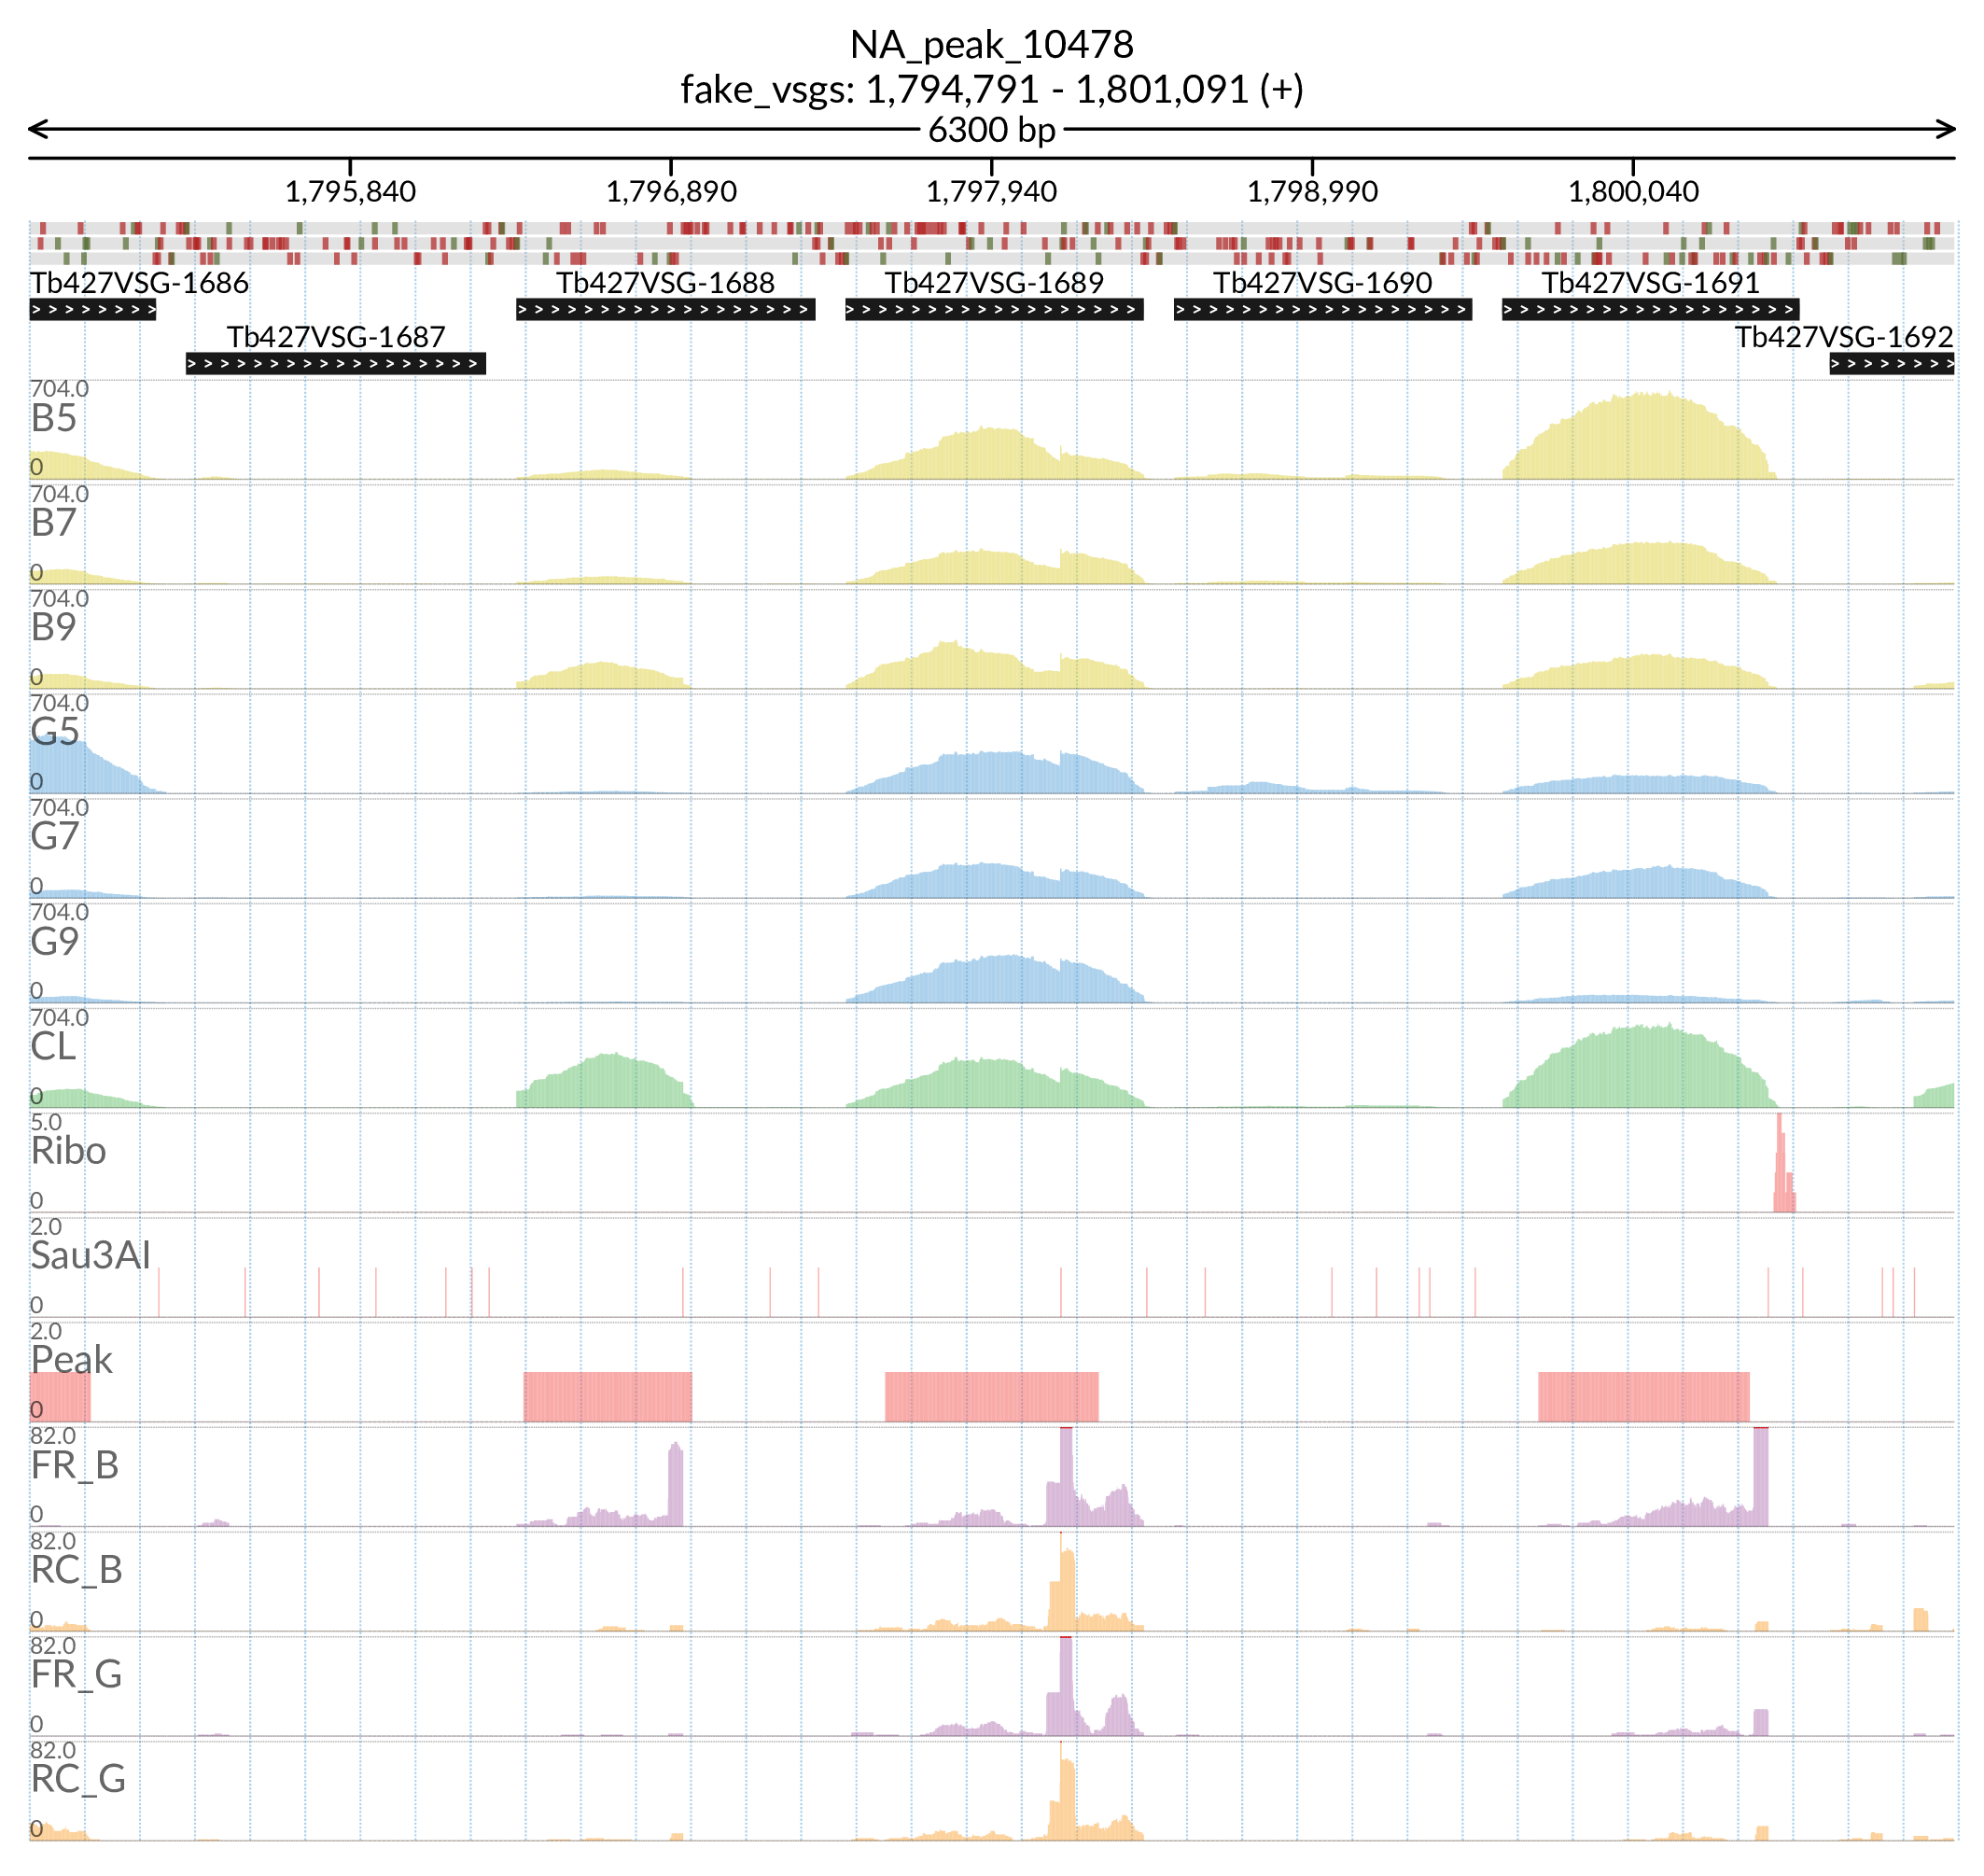 NA_peak_10478
fake_vsgs: 1,794,791 - 1,801,091 (+)
6300 bp
1,795,840 1,796,890 1,797,940 1,798,990 1,800,040
Tb427VSG-1686 Tb427VSG-1688 Tb427VSG-1689 Tb427VSG-1690 Tb427VSG-1691
Tb427VSG-1687 Tb427VSG-1692
704.0
B5
0
704.0
B7
0
704.0
B9
0
704.0
G5
0
704.0
G7
0
704.0
G9
0
704.0
CL
0
5.0
Ribo
0
2.0
Sau3AI
0
2.0
Peak
0
82.0
FR_B
0
82.0
RC_B
0
82.0
FR_G
0
82.0
RC_G
0